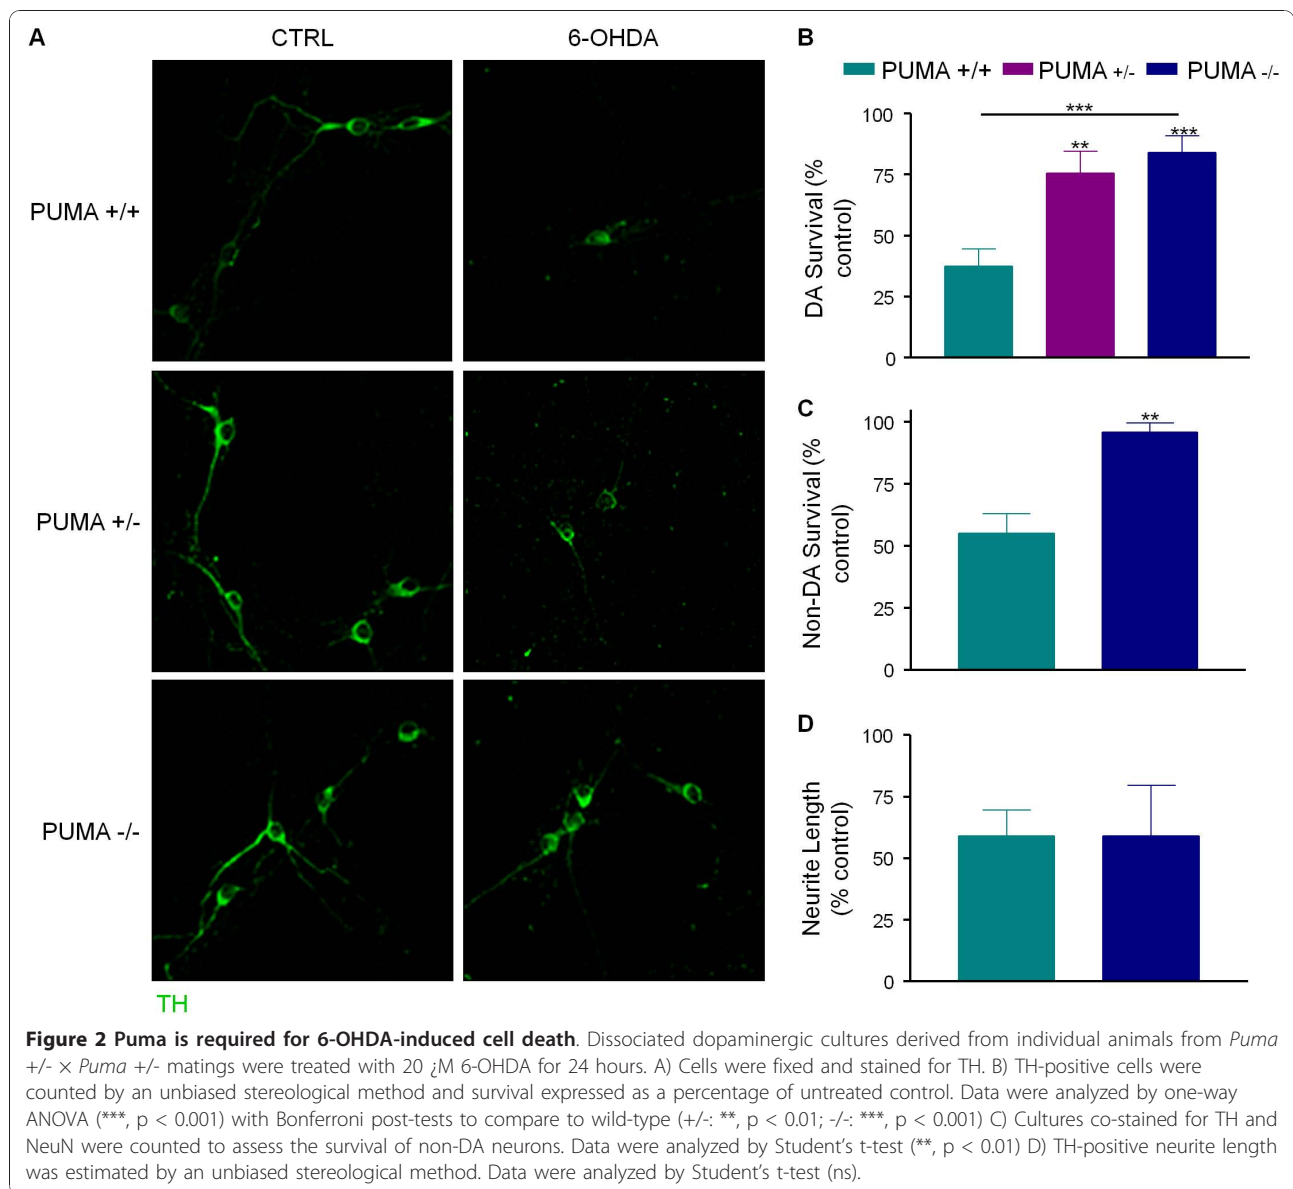 A
CTRL
6-OHDA
PUMA +/+
PUMA +/-
PUMA -/-
TH
B
PUMA +/+ PUMA +/- PUMA -/-
***
**
***
100
75
50
25
0
DA Survival (%
control)
C
**
100
75
50
25
0
Non-DA Survival (%
control)
D
100
75
50
25
0
Neurite Length
(% control)
Figure 2 Puma is required for 6-OHDA-induced cell death. Dissociated dopaminergic cultures derived from individual animals from Puma
+/- × Puma +/- matings were treated with 20 ¿M 6-OHDA for 24 hours. A) Cells were fixed and stained for TH. B) TH-positive cells were
counted by an unbiased stereological method and survival expressed as a percentage of untreated control. Data were analyzed by one-way
ANOVA (***, p < 0.001) with Bonferroni post-tests to compare to wild-type (+/-: **, p < 0.01; -/-: ***, p < 0.001) C) Cultures co-stained for TH and
NeuN were counted to assess the survival of non-DA neurons. Data were analyzed by Student’s t-test (**, p < 0.01) D) TH-positive neurite length
was estimated by an unbiased stereological method. Data were analyzed by Student’s t-test (ns).